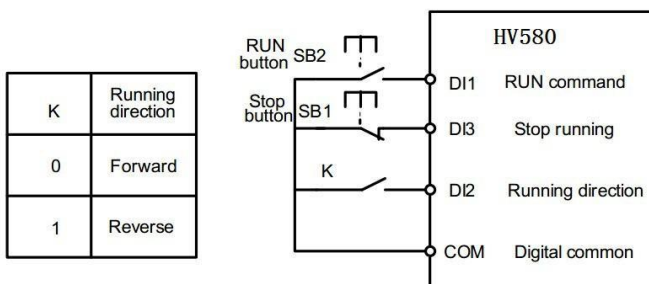 K
Running
direction
0
Forward
1
Reverse
HV580
RUN
button SB2
DI1 RUN command
Stop
button SB1
DI3 Stop running
K
DI2 Running direction
COM Digital common